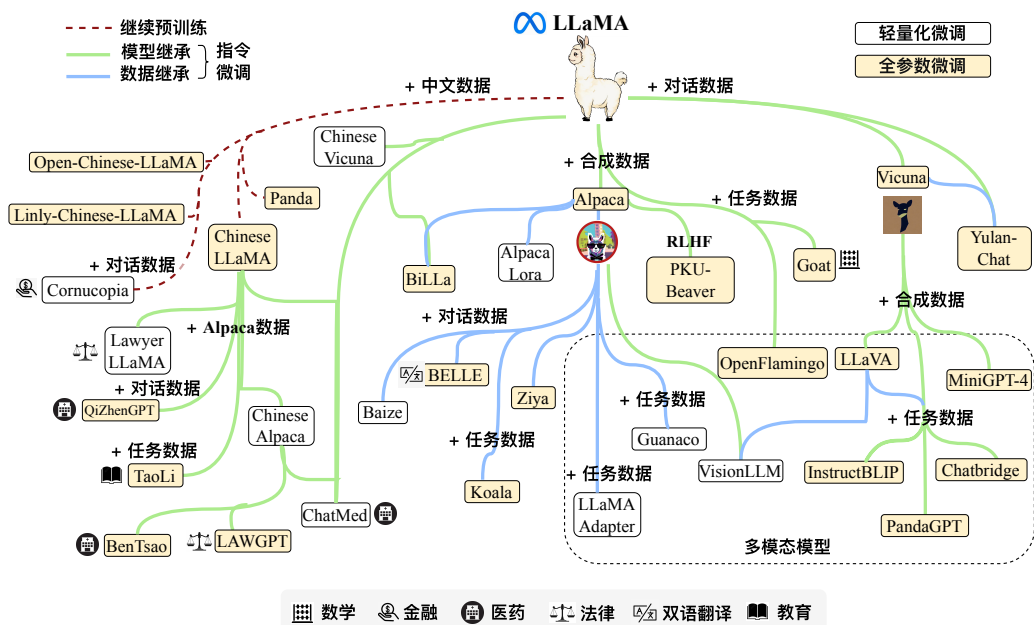 LLaMA
继续预训练
模型继承
数据继承
指令
微调
轻量化微调
全参数微调
+ 中文数据
+ 对话数据
Chinese
Vicuna
+ 合成数据
Open-Chinese-LLaMA
Vicuna
Panda
Alpaca
+ 任务数据
Linly-Chinese-LLaMA
Chinese
LLaMA
Alpaca
Lora
RLHF
PKU-
Beaver
Goat
Yulan-
Chat
+ 对话数据
Cornucopia
BiLLa
+ 合成数据
+ Alpaca数据
+ 对话数据
Lawyer
LLaMA
OpenFlamingo
LLaVA
BELLE
MiniGPT-4
+ 对话数据
QiZhenGPT
Baize
Ziya
+ 任务数据
Chinese
Alpaca
+ 任务数据
+ 任务数据
Guanaco
+ 任务数据
TaoLi
+ 任务数据
VisionLLM
InstructBLIP
Chatbridge
Koala
LLaMA
Adapter
ChatMed
PandaGPT
BenTsao
LAWGPT
多模态模型
数学
金融
医药
法律
双语翻译
教育